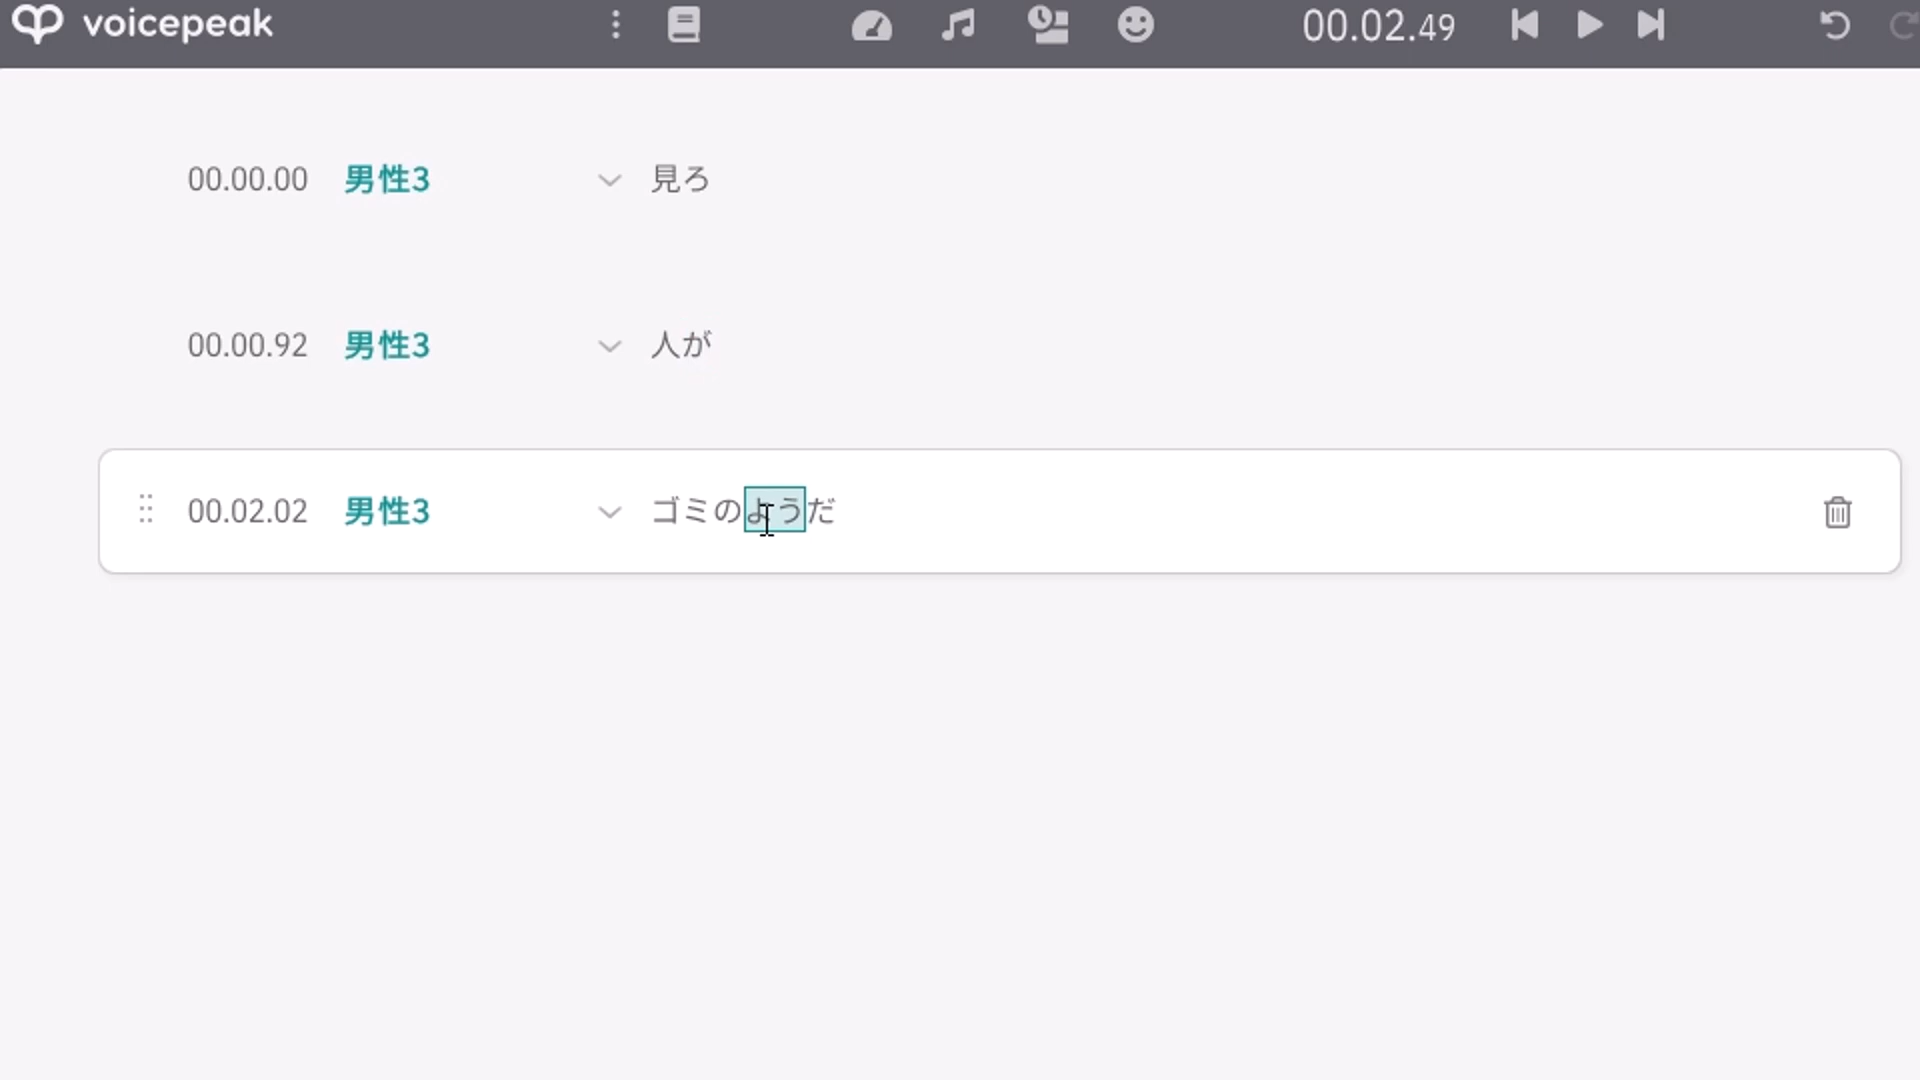 voicepeak
00.02.49
00.00.00 男性3 見ろ
00.00.92 男性3 人が
00.02.02 男性3 ゴミのようだ